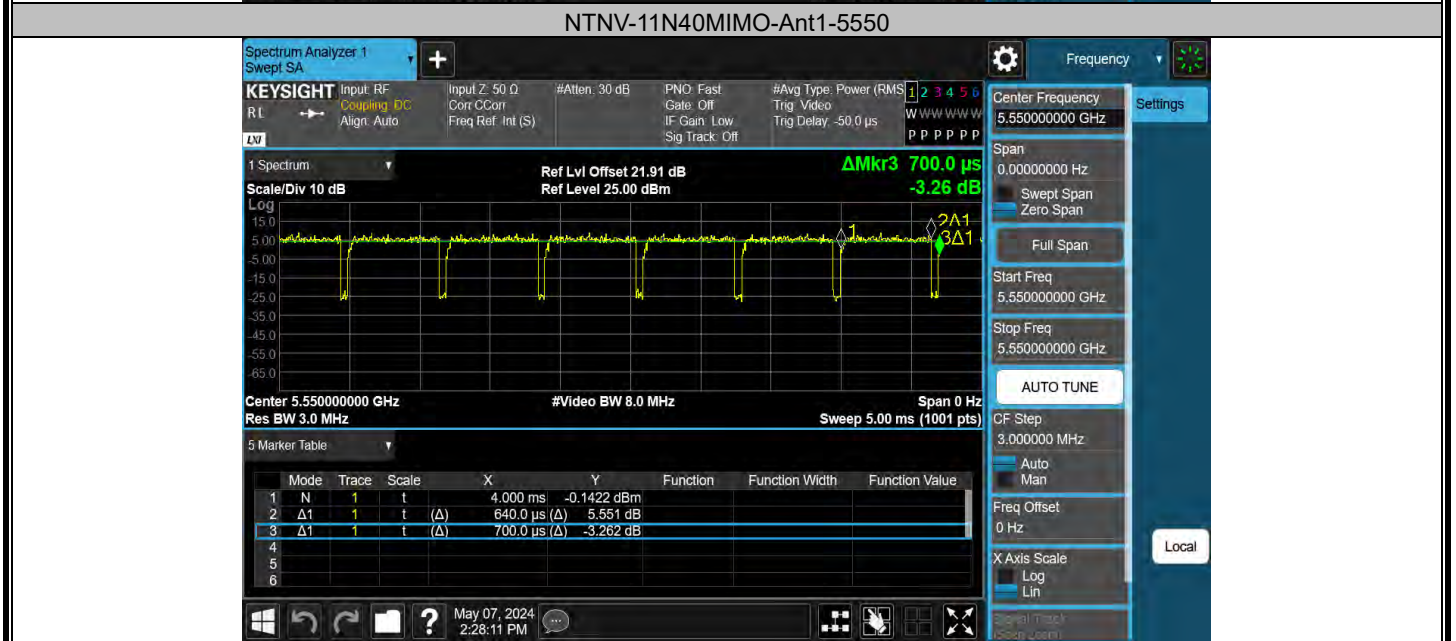 NTNV-11N40MIMO-Ant1-5550
Spectrum Analyzer 1
Swept SA
+
Frequency
KEYSIGHT
RL
LXI
Input: RF
Coupling: DC
Align: Auto
Input Z: 50 Ω
Corr CCorr
Freq Ref: Int (S)
#Atten: 30 dB
PNO: Fast
Gate: Off
IF Gain: Low
Sig Track: Off
#Avg Type: Power (RMS
Trig: Video
Trig Delay: -50.0 µs
1 2 3 4 5 6
W W W W W W
P P P P P P
1 Spectrum
Scale/Div 10 dB
Ref Lvl Offset 21.91 dB
Ref Level 25.00 dBm
ΔMkr3 700.0 µs
-3.26 dB
Log
15.0
5.00
-5.00
-15.0
-25.0
-35.0
-45.0
-55.0
-65.0
1
2Δ1
3Δ1
Center 5.550000000 GHz
#Video BW 8.0 MHz
Span 0 Hz
Res BW 3.0 MHz
Sweep 5.00 ms (1001 pts)
5 Marker Table
Mode Trace Scale X Y Function Function Width Function Value
1 N 1 t 4.000 ms -0.1422 dBm
2 Δ1 1 t (Δ) 640.0 µs (Δ) 5.551 dB
3 Δ1 1 t (Δ) 700.0 µs (Δ) -3.262 dB
4
5
6
?
May 07, 2024
2:28:11 PM
Center Frequency
5.550000000 GHz
Settings
Span
0.00000000 Hz
Swept Span
Zero Span
Full Span
Start Freq
5.550000000 GHz
Stop Freq
5.550000000 GHz
AUTO TUNE
CF Step
3.000000 MHz
Auto
Man
Freq Offset
0 Hz
X Axis Scale
Log
Lin
Local
Signal Track
(Span Zoom)